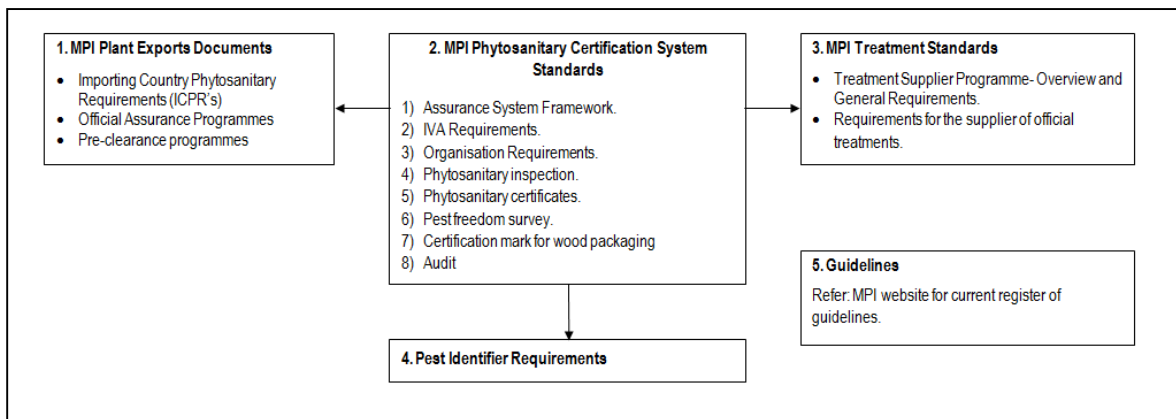 1. MPI Plant Exports Documents
• Importing Country Phytosanitary
Requirements (ICPR's)
• Official Assurance Programmes
• Pre-clearance programmes
2. MPI Phytosanitary Certification System
Standards
1) Assurance System Framework.
2) IVA Requirements.
3) Organisation Requirements.
4) Phytosanitary inspection.
5) Phytosanitary certificates.
6) Pest freedom survey.
7) Certification mark for wood packaging
8) Audit
3. MPI Treatment Standards
• Treatment Supplier Programme- Overview and
General Requirements.
• Requirements for the supplier of official
treatments.
4. Pest Identifier Requirements
5. Guidelines
Refer: MPI website for current register of
guidelines.